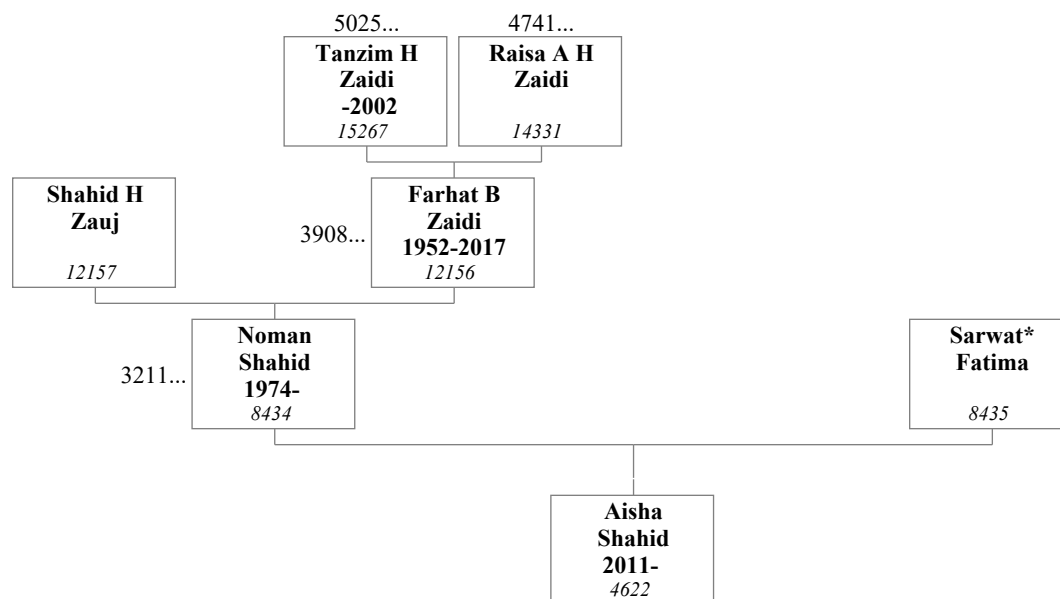 5025...
4741...
Tanzim H
Zaidi
-2002
15267
Raisa A H
Zaidi
14331
Shahid H
Zauj
12157
3908...
Farhat B
Zaidi
1952-2017
12156
3211...
Noman
Shahid
1974-
8434
Sarwat*
Fatima
8435
Aisha
Shahid
2011-
4622